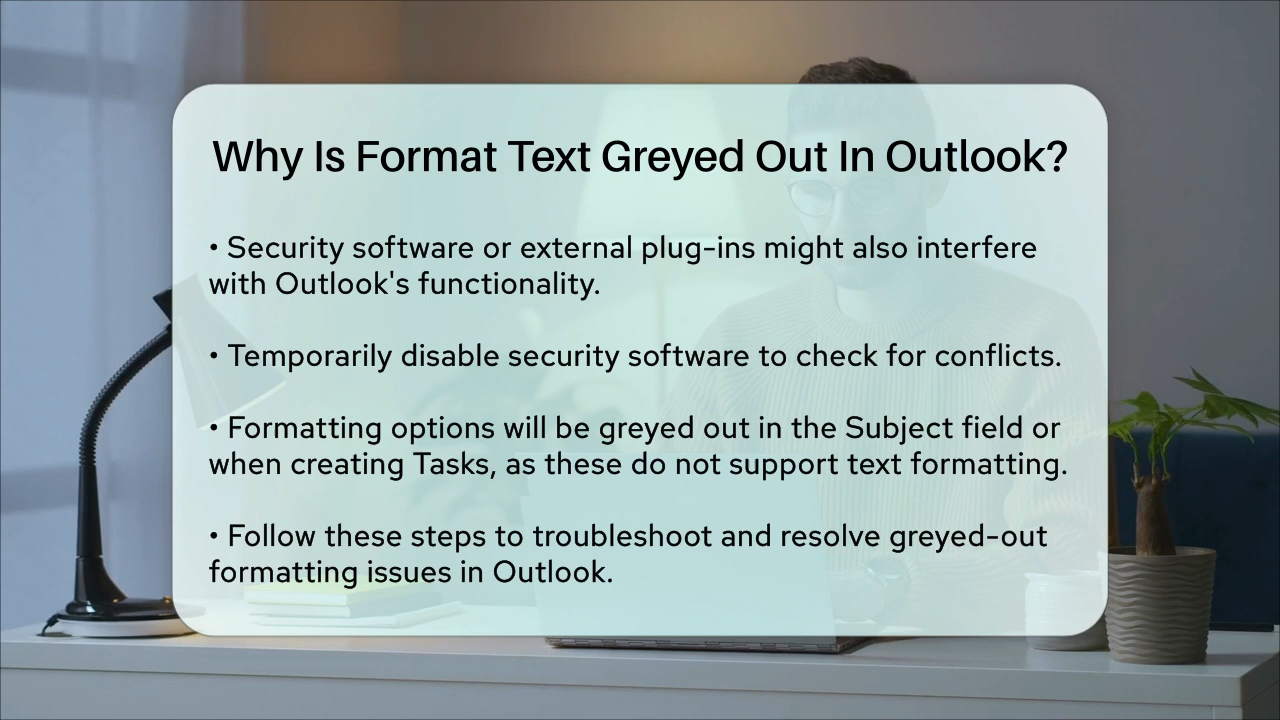 Why Is Format Text Greyed Out In Outlook?
• Security software or external plug-ins might also interfere
with Outlook's functionality.
• Temporarily disable security software to check for conflicts.
• Formatting options will be greyed out in the Subject field or
when creating Tasks, as these do not support text formatting.
• Follow these steps to troubleshoot and resolve greyed-out
formatting issues in Outlook.